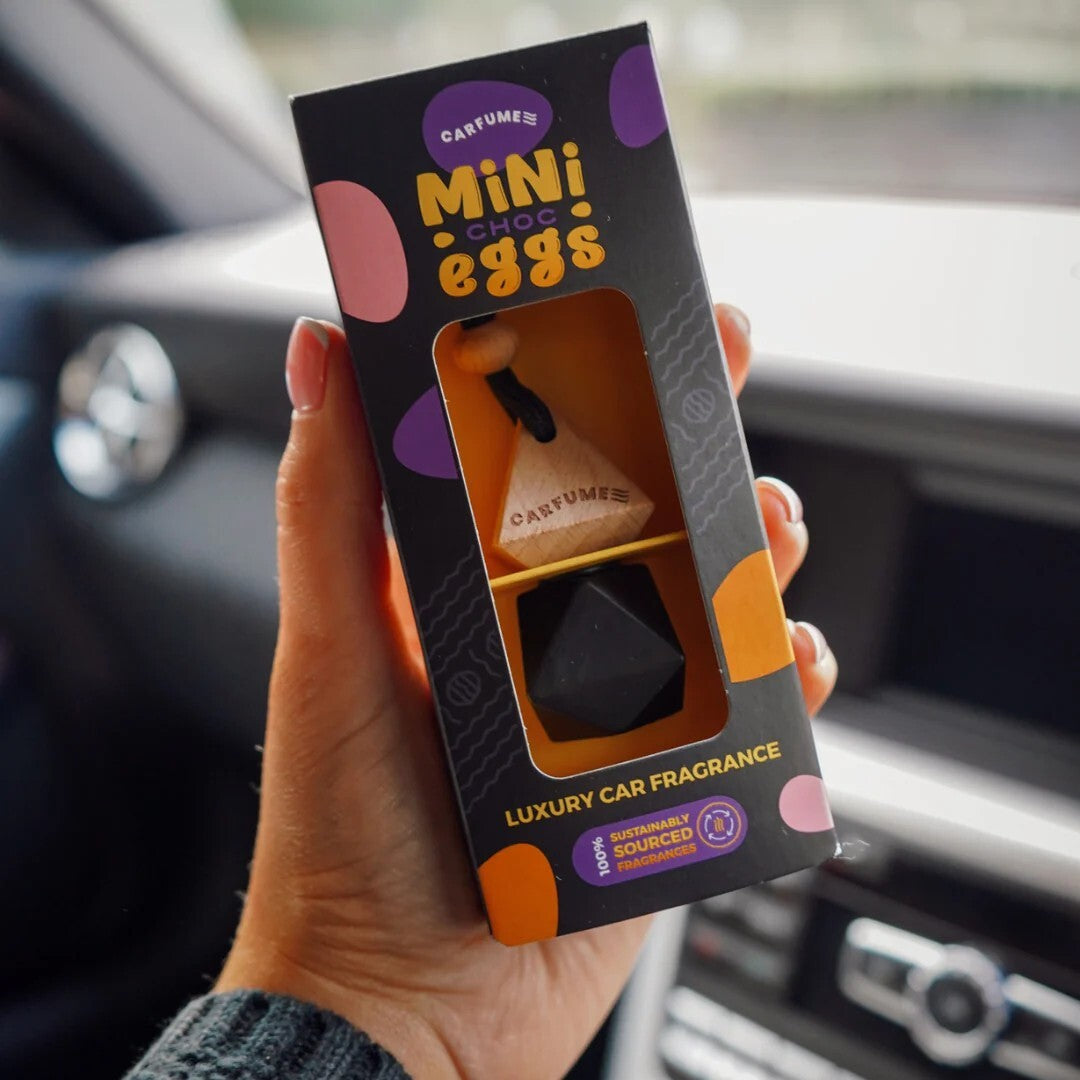 CARFUME
MiNi
CHOC
eggs
CARFUME
LUXURY CAR FRAGRANCE
100%
SUSTAINABLY
SOURCED
FRAGRANCES